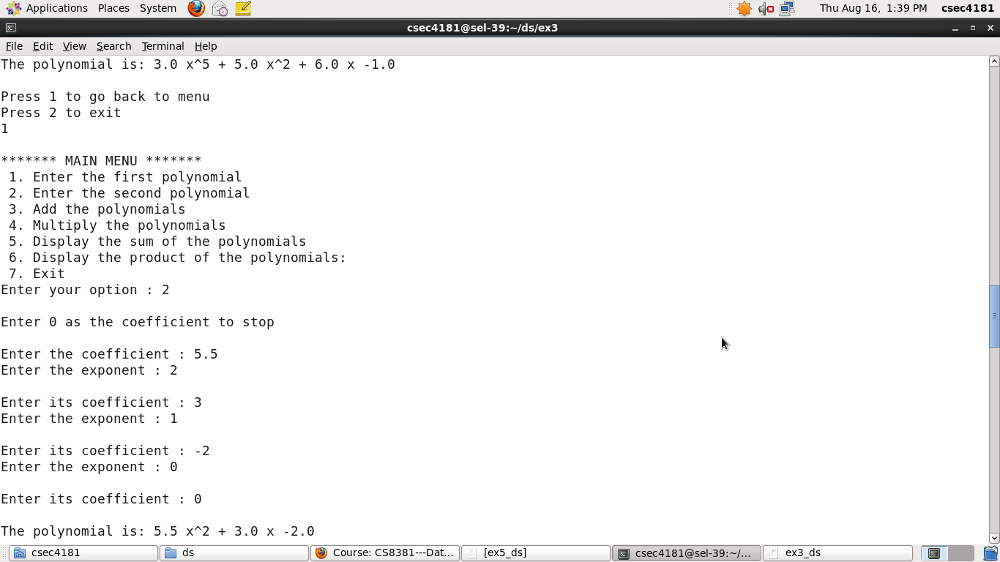 Applications Places System Thu Aug 16, 1:39 PM csec4181
csec4181@sel-39:~/ds/ex3
File Edit View Search Terminal Help
The polynomial is: 3.0 x^5 + 5.0 x^2 + 6.0 x -1.0
Press 1 to go back to menu
Press 2 to exit
1
******* MAIN MENU *******
1. Enter the first polynomial
2. Enter the second polynomial
3. Add the polynomials
4. Multiply the polynomials
5. Display the sum of the polynomials
6. Display the product of the polynomials:
7. Exit
Enter your option : 2
Enter 0 as the coefficient to stop
Enter the coefficient : 5.5
Enter the exponent : 2
Enter its coefficient : 3
Enter the exponent : 1
Enter its coefficient : -2
Enter the exponent : 0
Enter its coefficient : 0
The polynomial is: 5.5 x^2 + 3.0 x -2.0
csec4181 ds Course: CS8381---Dat... [ex5_ds] csec4181@sel-39:~/... ex3_ds